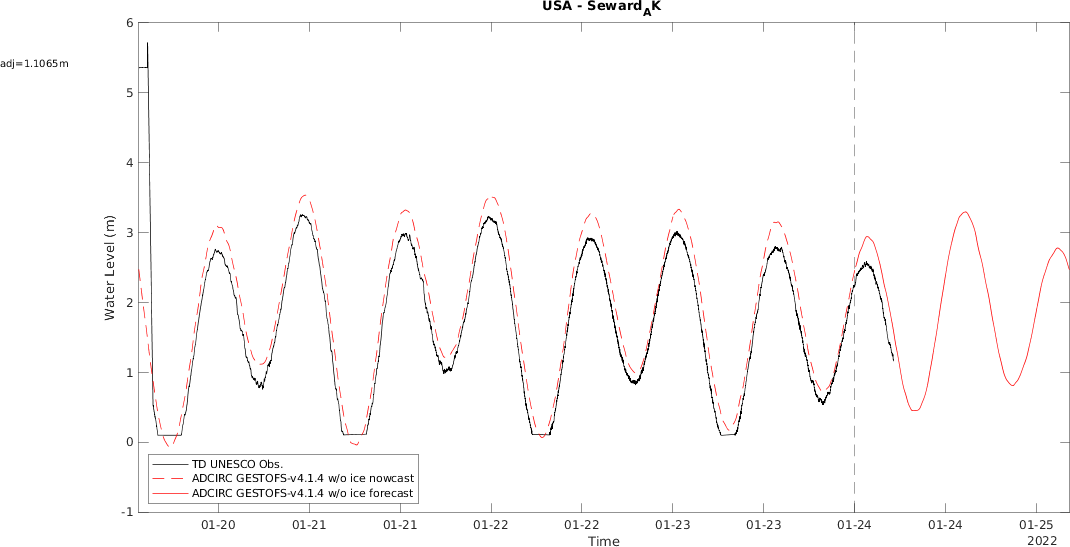 USA - Seward_AK
adj=1.1065m
6
5
4
3
2
1
0
-1
Water Level (m)
TD UNESCO Obs.
ADCIRC GESTOFS-v4.1.4 w/o ice nowcast
ADCIRC GESTOFS-v4.1.4 w/o ice forecast
01-20 01-21 01-21 01-22 01-22 01-23 01-23 01-24 01-24 01-25
Time
2022